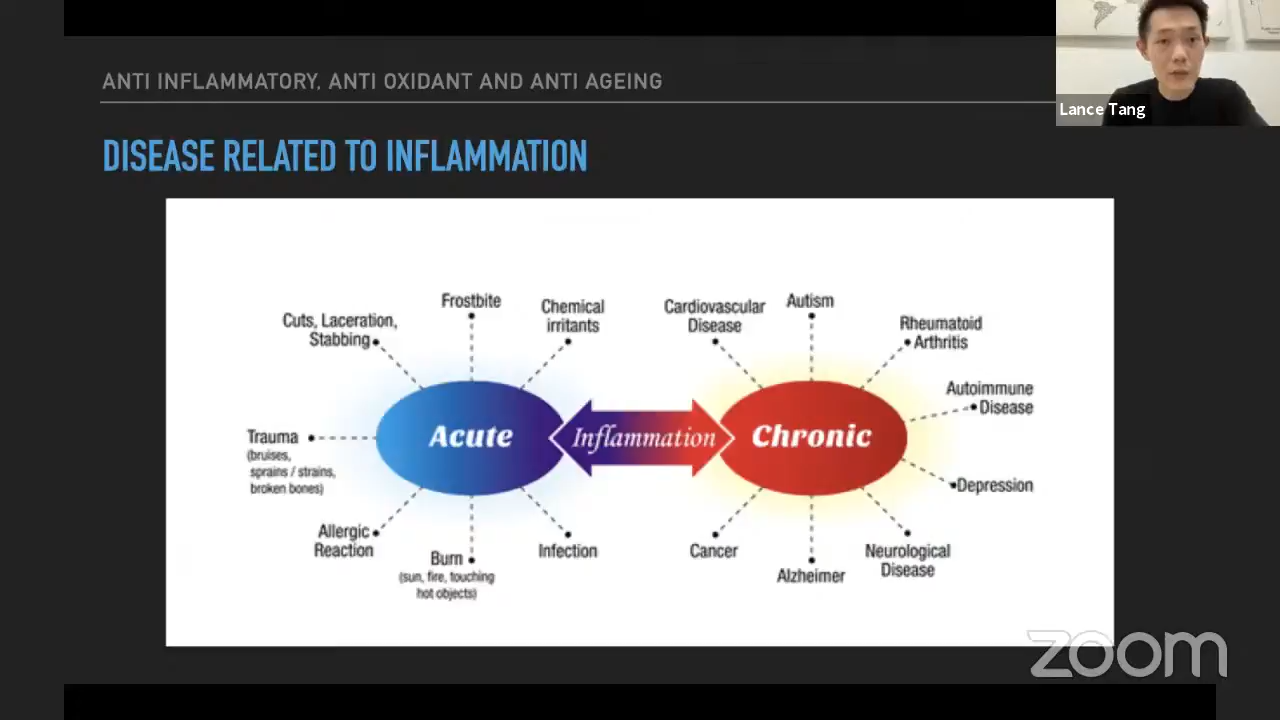 ANTI INFLAMMATORY, ANTI OXIDANT AND ANTI AGEING
Lance Tang
DISEASE RELATED TO INFLAMMATION
Frostbite
Chemical
irritants
Cuts, Laceration,
Stabbing
Trauma
(bruises,
sprains / strains,
broken bones)
Allergic
Reaction
Burn
(sun, fire, touching
hot objects)
Infection
Acute
Inflammation
Chronic
Cardiovascular
Disease
Autism
Rheumatoid
Arthritis
Autoimmune
Disease
Depression
Neurological
Disease
Alzheimer
Cancer
zoom